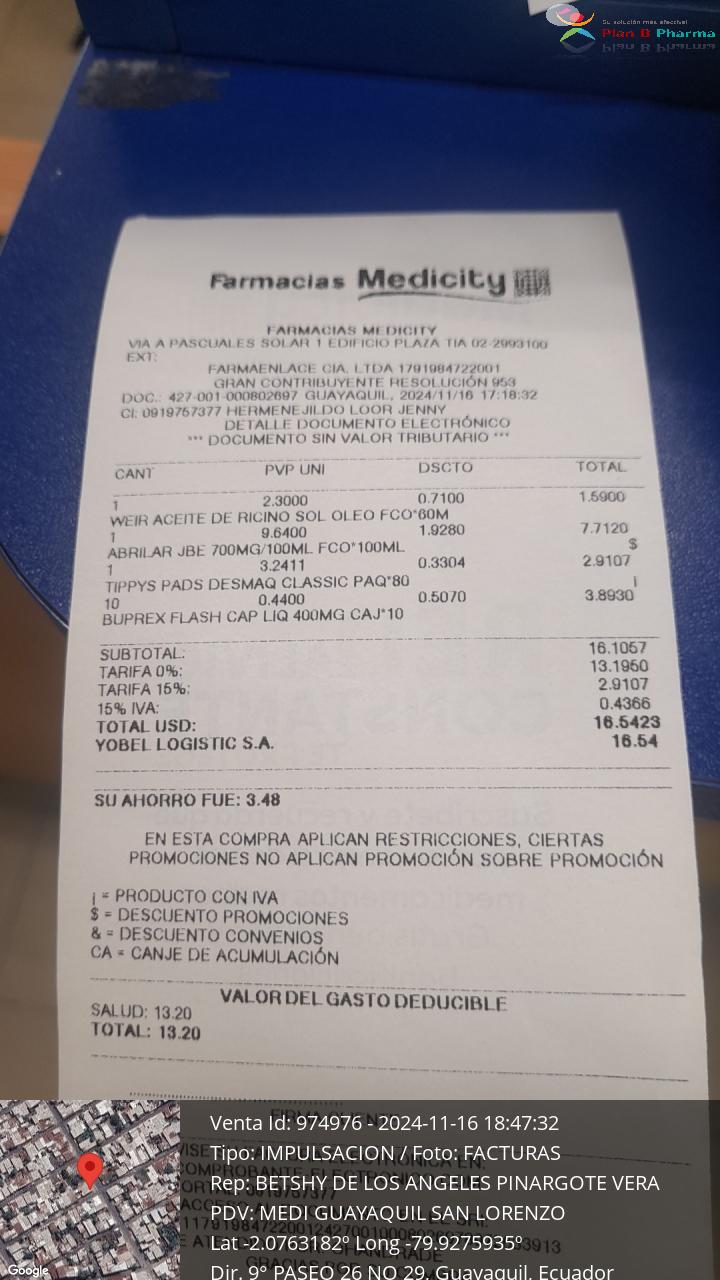 Su solución más efectiva!
Plan B Pharma
Farmacias Medicity
FARMACIAS MEDICITY
VIA A PASCUALES SOLAR 1 EDIFICIO PLAZA TIA 02-2993100
EXT:
FARMAENLACE CIA. LTDA 1791984722001
GRAN CONTRIBUYENTE RESOLUCIÓN 953
DOC.: 427-001-000802697 GUAYAQUIL, 2024/11/16 17:18:32
CI: 0919757377 HERMENEJILDO LOOR JENNY
DETALLE DOCUMENTO ELECTRÓNICO
*** DOCUMENTO SIN VALOR TRIBUTARIO ***
CANT PVP UNI DSCTO TOTAL
1 2.3000 0.7100 1.5900
WEIR ACEITE DE RICINO SOL OLEO FCO*60M
1 9.6400 1.9280 7.7120
ABRILAR JBE 700MG/100ML FCO*100ML $
1 3.2411 0.3304 2.9107
TIPPYS PADS DESMAQ CLASSIC PAQ*80 i
10 0.4400 0.5070 3.8930
BUPREX FLASH CAP LIQ 400MG CAJ*10
SUBTOTAL: 16.1057
TARIFA 0%: 13.1950
TARIFA 15%: 2.9107
15% IVA: 0.4366
TOTAL USD: 16.5423
YOBEL LOGISTIC S.A. 16.54
SU AHORRO FUE: 3.48
EN ESTA COMPRA APLICAN RESTRICCIONES, CIERTAS
PROMOCIONES NO APLICAN PROMOCIÓN SOBRE PROMOCIÓN
¡ = PRODUCTO CON IVA
$ = DESCUENTO PROMOCIONES
& = DESCUENTO CONVENIOS
CA = CANJE DE ACUMULACIÓN
VALOR DEL GASTO DEDUCIBLE
SALUD: 13.20
TOTAL: 13.20
Venta Id: 974976 - 2024-11-16 18:47:32
Tipo: IMPULSACION / Foto: FACTURAS
Rep: BETSHY DE LOS ANGELES PINARGOTE VERA
PDV: MEDI GUAYAQUIL SAN LORENZO
Lat -2.0763182º Long -79.9275935º
Dir. 9° PASEO 26 NO 29, Guayaquil, Ecuador
Google